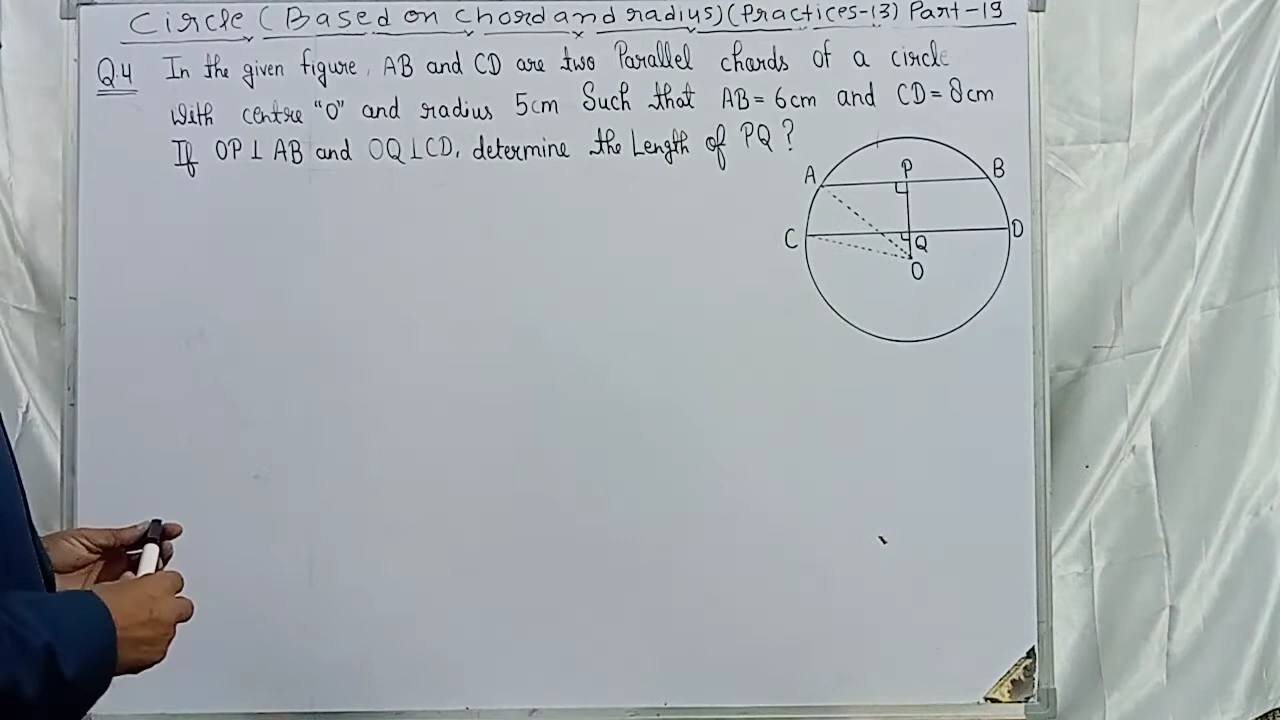 Circle (Based on chord and radius) (Practices-13) Part-19
Q.4 In the given figure, AB and CD are two Parallel chords of a circle
with centre "O" and radius 5cm Such that AB = 6cm and CD = 8cm
If OP⊥AB and OQ⊥CD, determine the Length of PQ?
A P B
C Q D
O